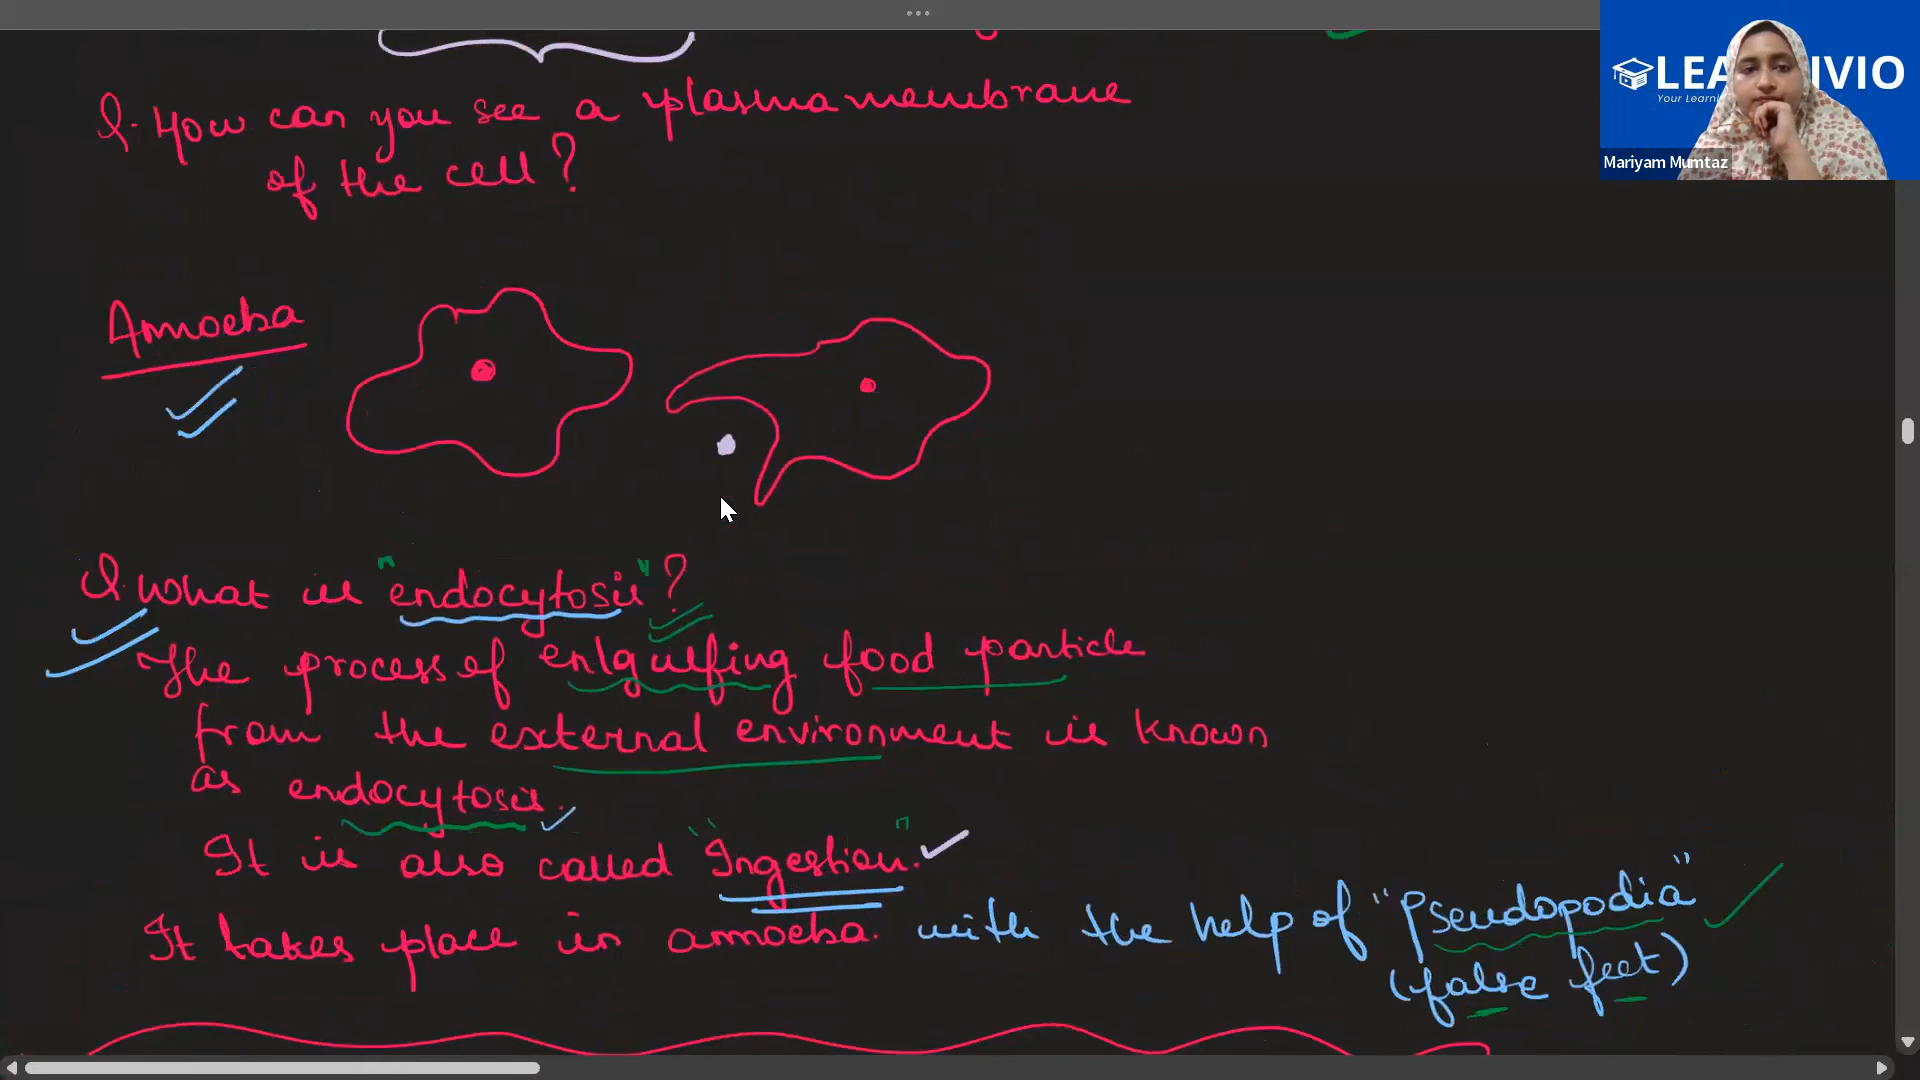 LEA IVIO
Your Learni
Mariyam Mumtaz
Q. How can you see a plasma membrane
of the cell?
Amoeba
Q. What is "endocytosis"?
The process of enlgulfing food particle
from the external environment is known
as endocytosis.
It is also called "Ingestion".
It takes place in amoeba. with the help of "Pseudopodia"
(false feet)